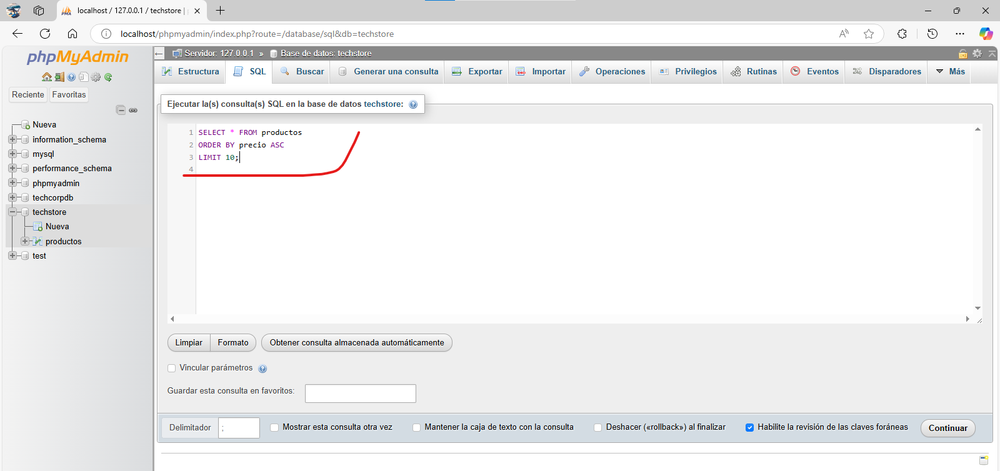 localhost / 127.0.0.1 / techstore |
localhost/phpmyadmin/index.php?route=/database/sql&db=techstore
phpMyAdmin
Reciente
Favoritas
Nueva
information_schema
mysql
performance_schema
phpmyadmin
techcorpdb
techstore
Nueva
productos
test
Servidor: 127.0.0.1 » Base de datos: techstore
Estructura
SQL
Buscar
Generar una consulta
Exportar
Importar
Operaciones
Privilegios
Rutinas
Eventos
Disparadores
Más
Ejecutar la(s) consulta(s) SQL en la base de datos techstore:
1 SELECT * FROM productos
2 ORDER BY precio ASC
3 LIMIT 10;
4
Limpiar
Formato
Obtener consulta almacenada automáticamente
Vincular parámetros
Guardar esta consulta en favoritos:
Delimitador ;
Mostrar esta consulta otra vez
Mantener la caja de texto con la consulta
Deshacer («rollback») al finalizar
Habilite la revisión de las claves foráneas
Continuar